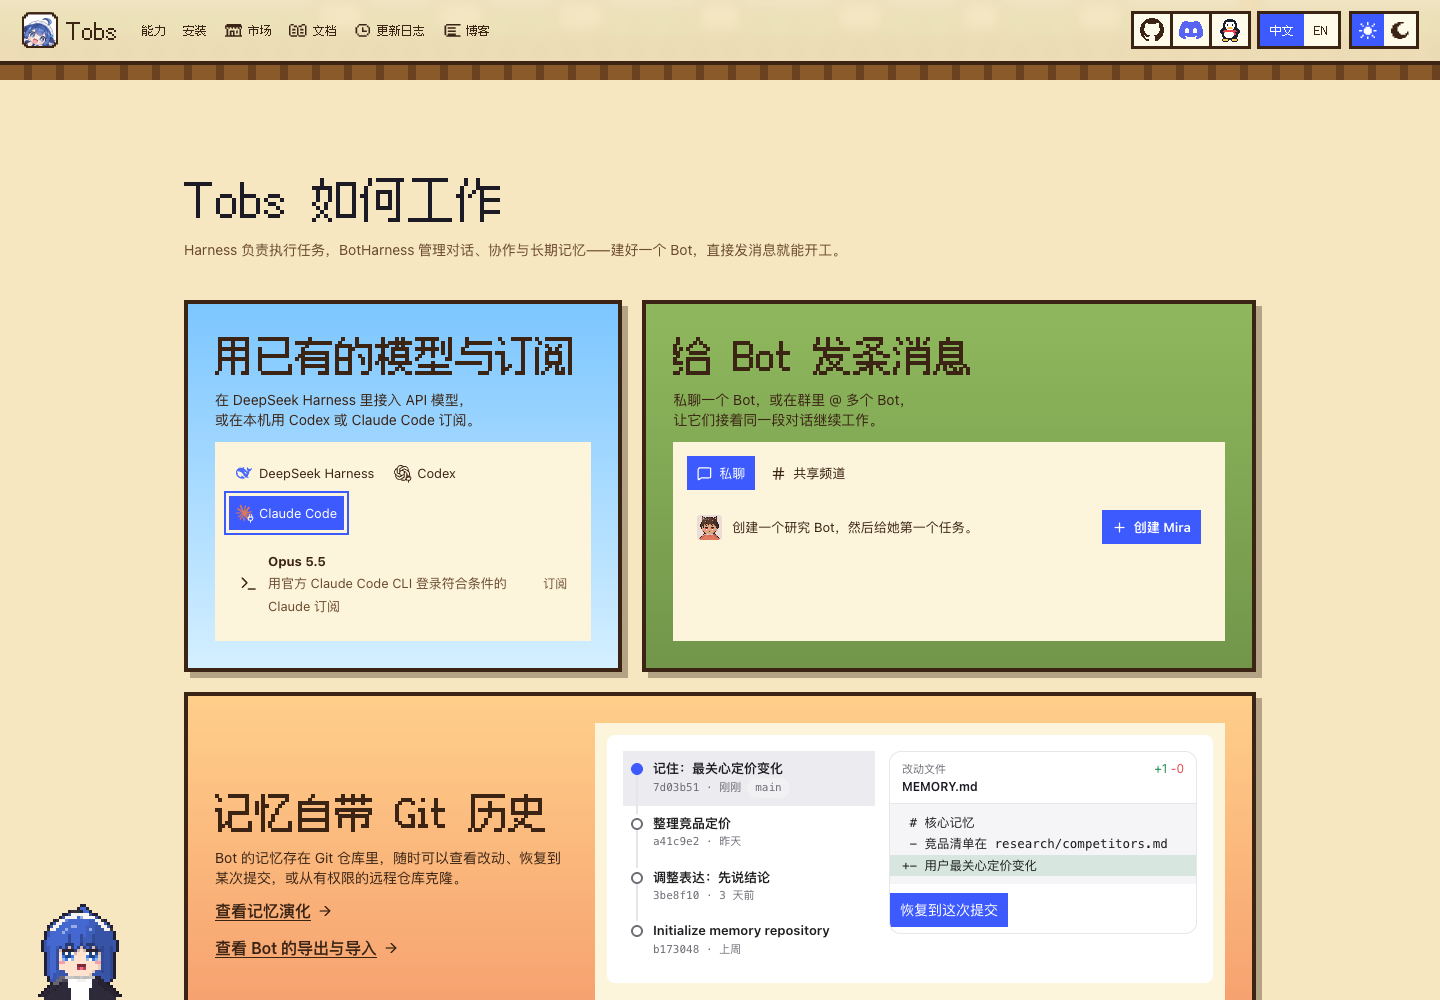 Tobs 能力 安装 市场 文档 更新日志 博客 中文 EN
Tobs 如何工作
Harness 负责执行任务，BotHarness 管理对话、协作与长期记忆——建好一个 Bot，直接发消息就能开工。
用已有的模型与订阅
在 DeepSeek Harness 里接入 API 模型，
或在本机用 Codex 或 Claude Code 订阅。
DeepSeek Harness Codex
Claude Code
Opus 5.5
用官方 Claude Code CLI 登录符合条件的 订阅
Claude 订阅
给 Bot 发条消息
私聊一个 Bot，或在群里 @ 多个 Bot，
让它们接着同一段对话继续工作。
私聊 共享频道
创建一个研究 Bot，然后给她第一个任务。 创建 Mira
记忆自带 Git 历史
Bot 的记忆存在 Git 仓库里，随时可以查看改动、恢复到
某次提交，或从有权限的远程仓库克隆。
查看记忆演化 →
查看 Bot 的导出与导入 →
记住：最关心定价变化
7d03b51 · 刚刚 main
整理竞品定价
a41c9e2 · 昨天
调整表达：先说结论
3be8f10 · 3 天前
Initialize memory repository
b173048 · 上周
改动文件 +1 -0
MEMORY.md
# 核心记忆
- 竞品清单在 research/competitors.md
+- 用户最关心定价变化
恢复到这次提交